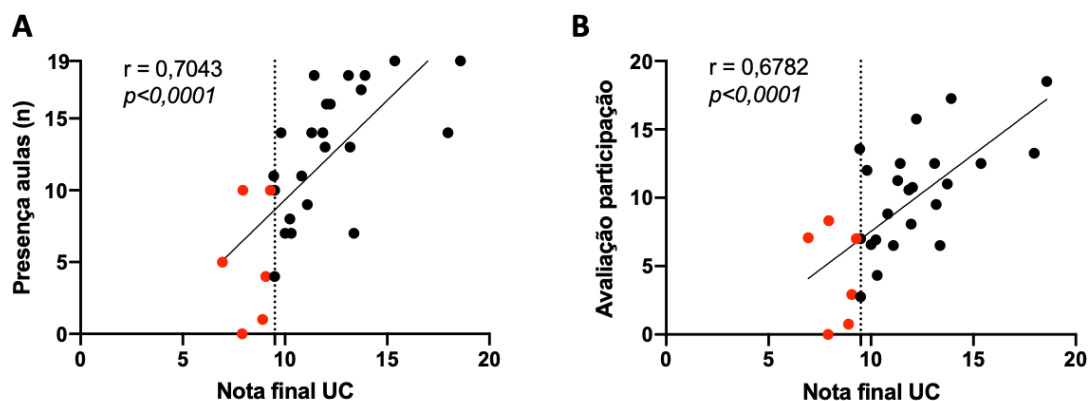 A
r = 0,7043
p<0,0001
Presença aulas (n)
19
15
10
5
0
0
5
10
15
20
Nota final UC
B
r = 0,6782
p<0,0001
Avaliação participação
20
15
10
5
0
0
5
10
15
20
Nota final UC